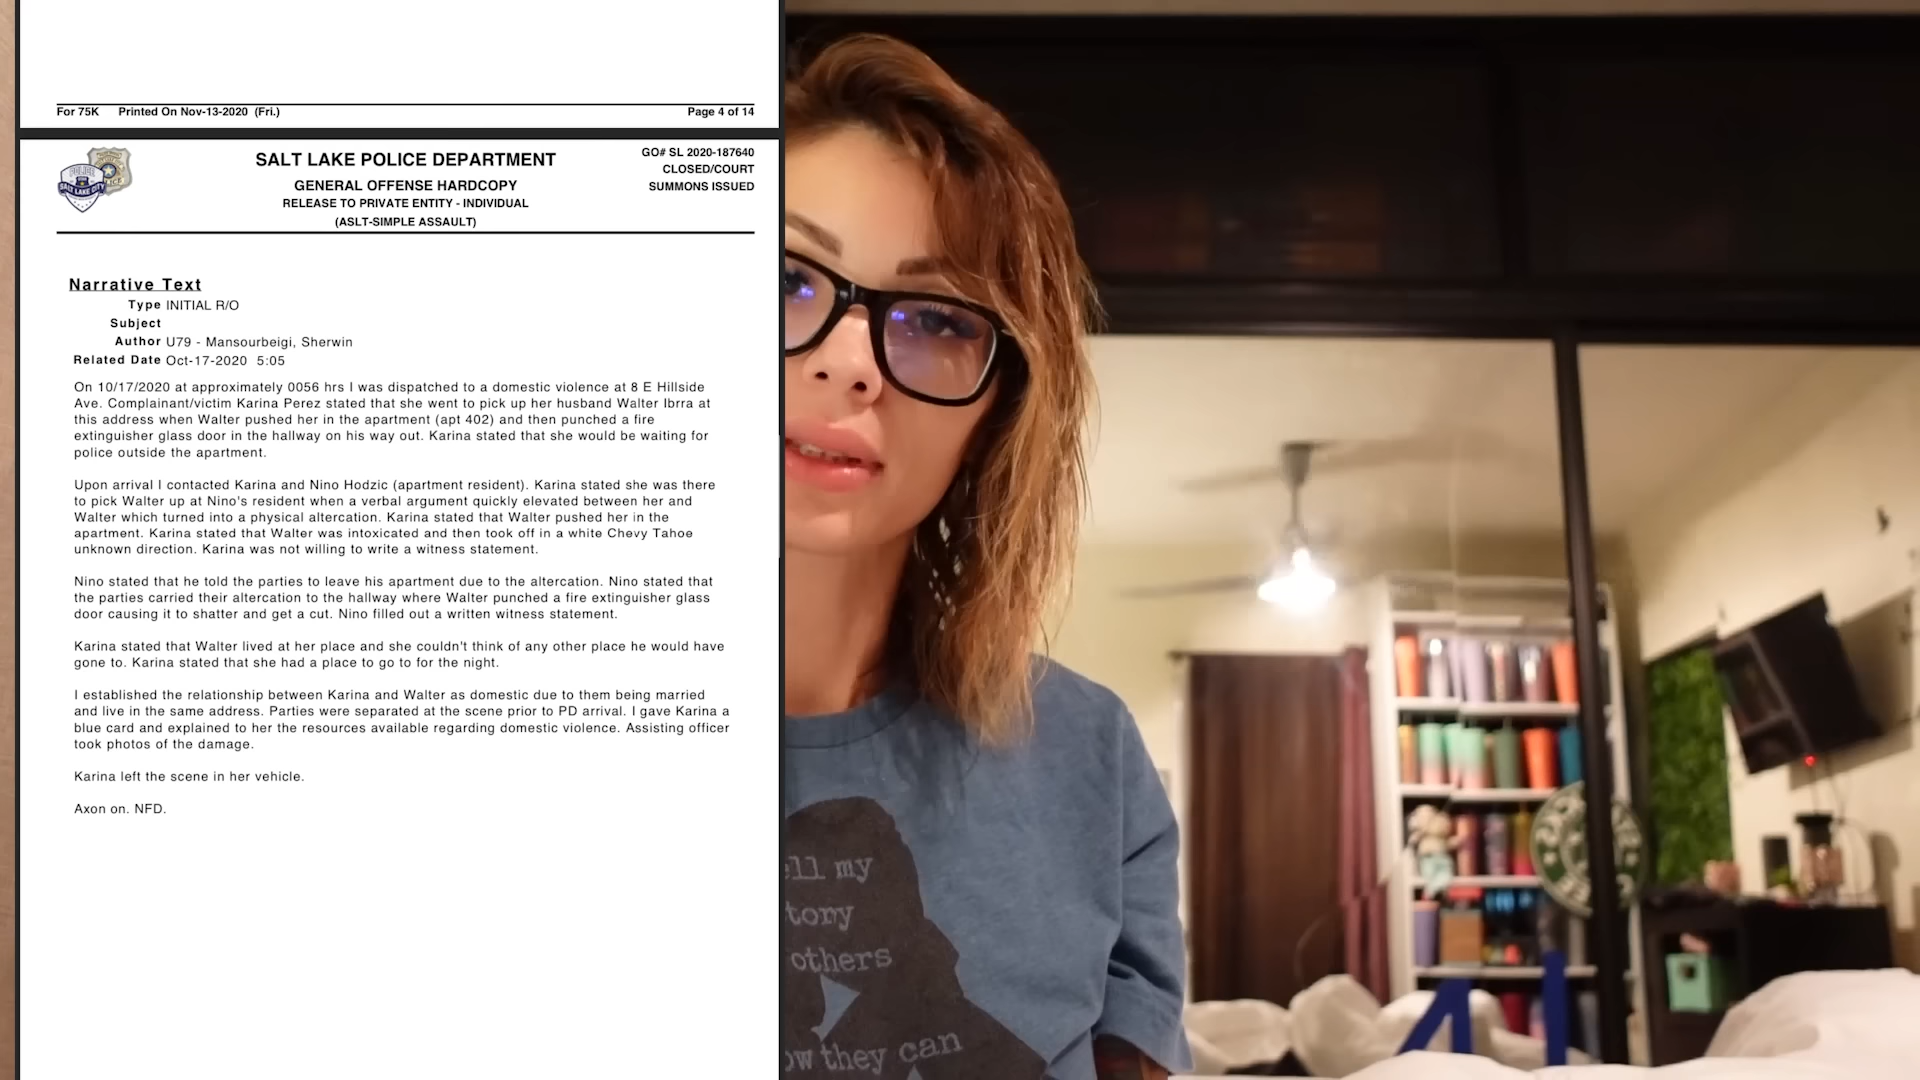 For 75K Printed On Nov-13-2020 (Fri.) Page 4 of 14
SALT LAKE POLICE DEPARTMENT
GENERAL OFFENSE HARDCOPY
RELEASE TO PRIVATE ENTITY - INDIVIDUAL
(ASLT-SIMPLE ASSAULT)
GO# SL 2020-187640
CLOSED/COURT
SUMMONS ISSUED
POLICE
SALT LAKE CITY
Narrative Text
Type INITIAL R/O
Subject
Author U79 - Mansourbeigi, Sherwin
Related Date Oct-17-2020 5:05
On 10/17/2020 at approximately 0056 hrs I was dispatched to a domestic violence at 8 E Hillside
Ave. Complainant/victim Karina Perez stated that she went to pick up her husband Walter Ibrra at
this address when Walter pushed her in the apartment (apt 402) and then punched a fire
extinguisher glass door in the hallway on his way out. Karina stated that she would be waiting for
police outside the apartment.
Upon arrival I contacted Karina and Nino Hodzic (apartment resident). Karina stated she was there
to pick Walter up at Nino's resident when a verbal argument quickly elevated between her and
Walter which turned into a physical altercation. Karina stated that Walter pushed her in the
apartment. Karina stated that Walter was intoxicated and then took off in a white Chevy Tahoe
unknown direction. Karina was not willing to write a witness statement.
Nino stated that he told the parties to leave his apartment due to the altercation. Nino stated that
the parties carried their altercation to the hallway where Walter punched a fire extinguisher glass
door causing it to shatter and get a cut. Nino filled out a written witness statement.
Karina stated that Walter lived at her place and she couldn't think of any other place he would have
gone to. Karina stated that she had a place to go to for the night.
I established the relationship between Karina and Walter as domestic due to them being married
and live in the same address. Parties were separated at the scene prior to PD arrival. I gave Karina a
blue card and explained to her the resources available regarding domestic violence. Assisting officer
took photos of the damage.
Karina left the scene in her vehicle.
Axon on. NFD.
ell my
tory
others
ow they can